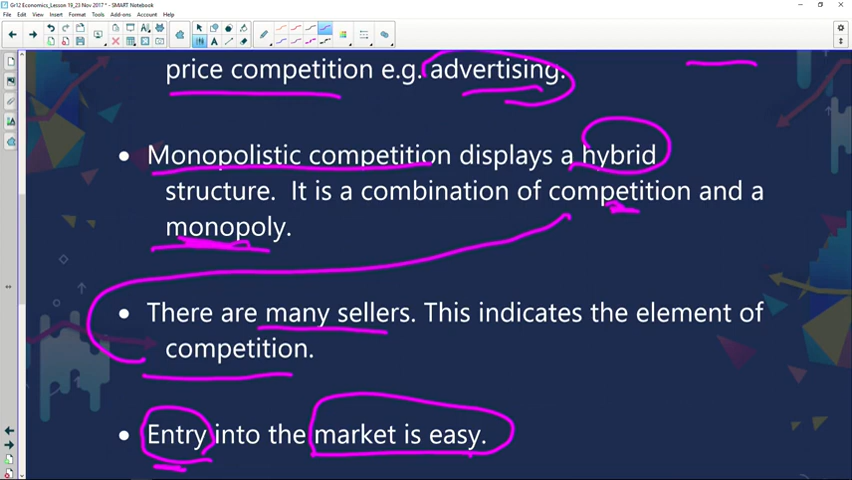 Gr12 Economics_Lesson 19_23 Nov 2017 * - SMART Notebook
File Edit View Insert Format Tools Add-ons Account Help
price competition e.g. advertising.
• Monopolistic competition displays a hybrid
structure. It is a combination of competition and a
monopoly.
• There are many sellers. This indicates the element of
competition.
• Entry into the market is easy.